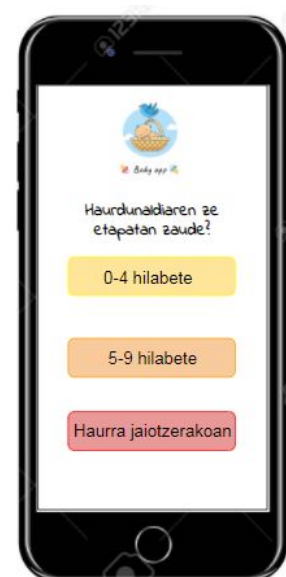 Baby app
Haurdunaldiaren ze
etapatan zaude?
0-4 hilabete
5-9 hilabete
Haurra jaiotzerakoan